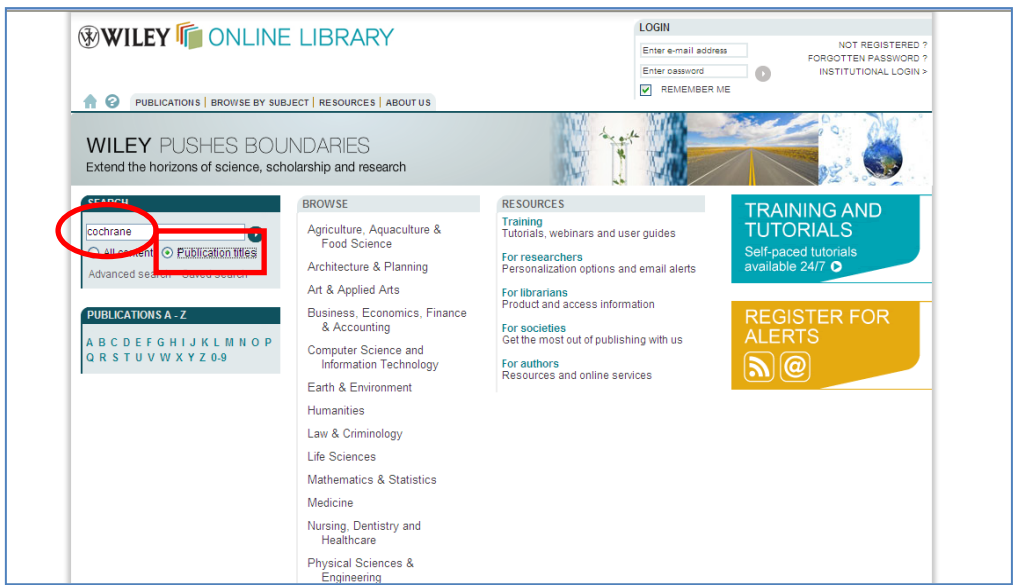 WILEY ONLINE LIBRARY
LOGIN
Enter e-mail address
Enter password
REMEMBER ME
NOT REGISTERED ?
FORGOTTEN PASSWORD ?
INSTITUTIONAL LOGIN >
PUBLICATIONS | BROWSE BY SUBJECT | RESOURCES | ABOUT US
WILEY PUSHES BOUNDARIES
Extend the horizons of science, scholarship and research
SEARCH
cochrane
All content
Publication titles
Advanced search
Saved search
PUBLICATIONS A - Z
A B C D E F G H I J K L M N O P
Q R S T U V W X Y Z 0-9
BROWSE
Agriculture, Aquaculture &
Food Science
Architecture & Planning
Art & Applied Arts
Business, Economics, Finance
& Accounting
Computer Science and
Information Technology
Earth & Environment
Humanities
Law & Criminology
Life Sciences
Mathematics & Statistics
Medicine
Nursing, Dentistry and
Healthcare
Physical Sciences &
Engineering
RESOURCES
Training
Tutorials, webinars and user guides
For researchers
Personalization options and email alerts
For librarians
Product and access information
For societies
Get the most out of publishing with us
For authors
Resources and online services
TRAINING AND
TUTORIALS
Self-paced tutorials
available 24/7
REGISTER FOR
ALERTS
@